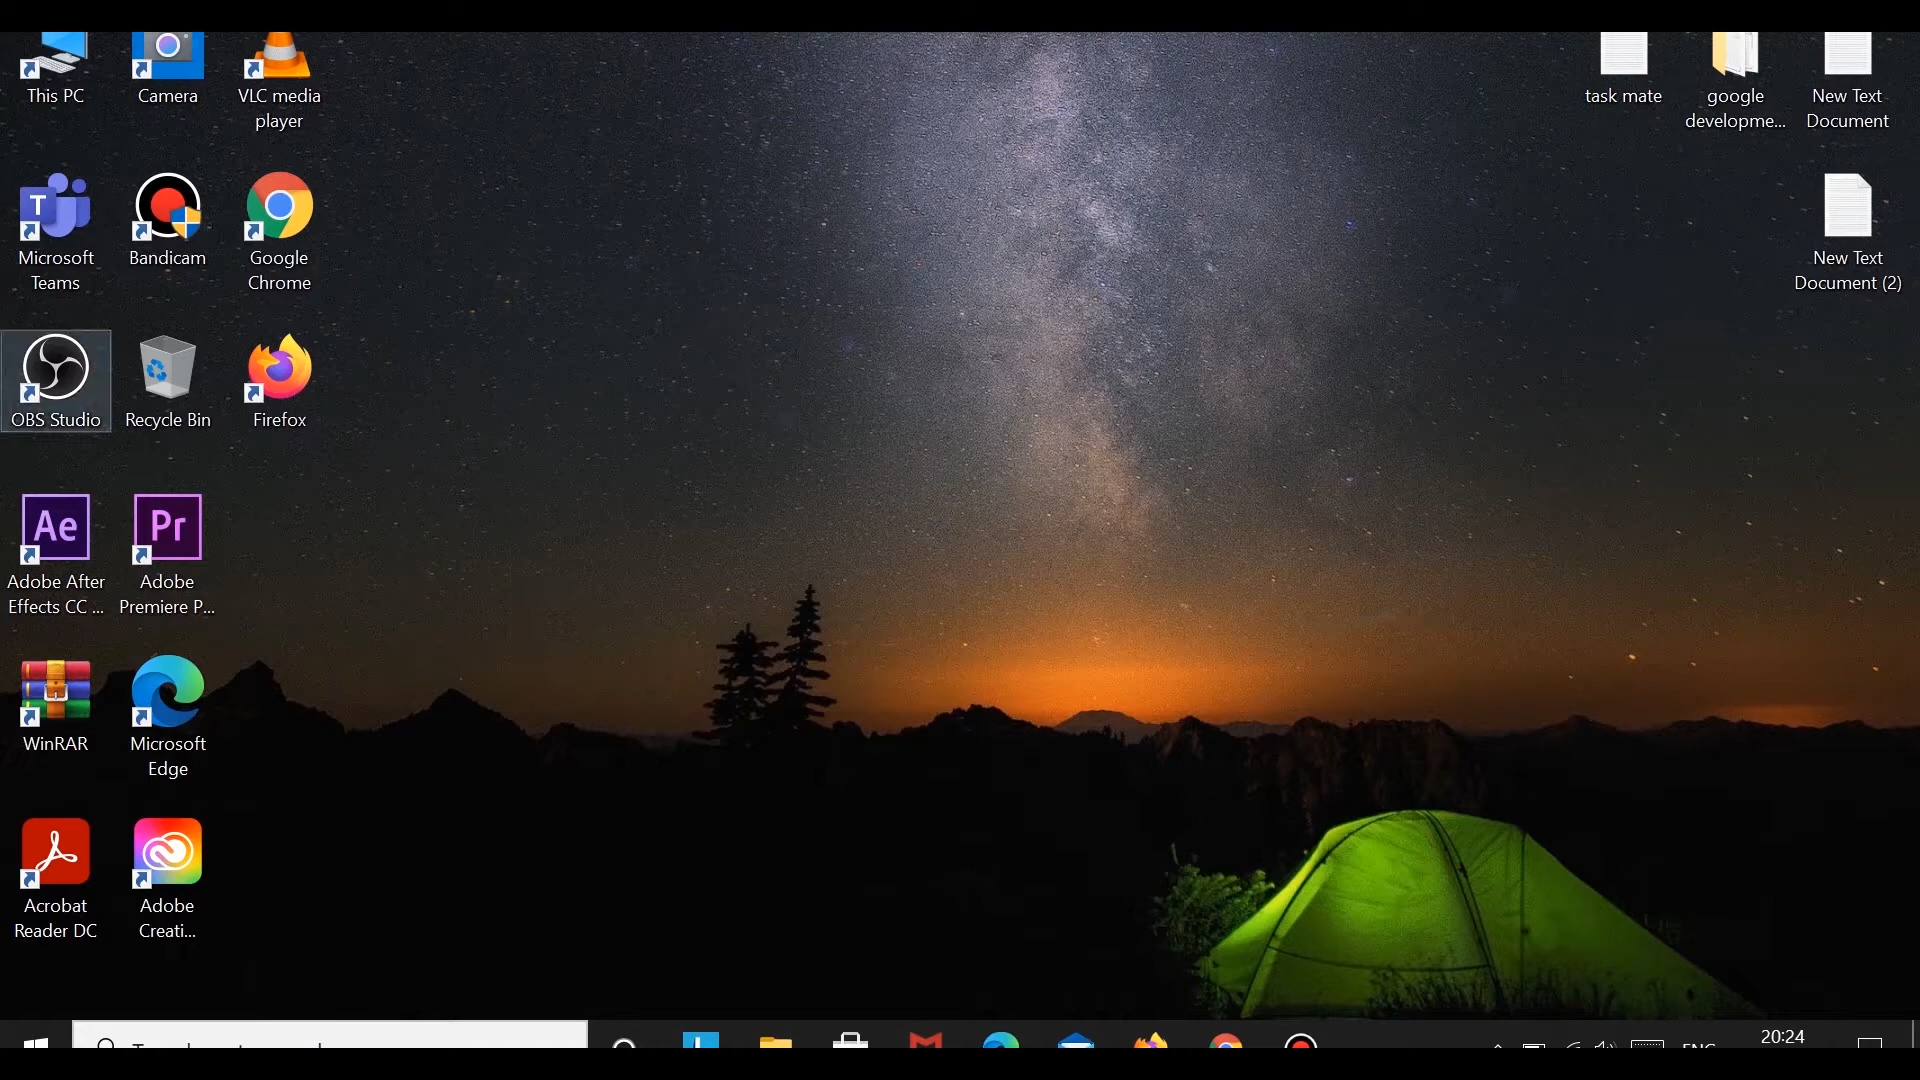 This PC
Camera
VLC media
player
task mate
google
developme...
New Text
Document
Microsoft
Teams
T
Bandicam
Google
Chrome
New Text
Document (2)
OBS Studio
Recycle Bin
Firefox
Ae
Adobe After
Effects CC ...
Pr
Adobe
Premiere P...
WinRAR
Microsoft
Edge
Acrobat
Reader DC
Adobe
Creati...
ENG
20:24